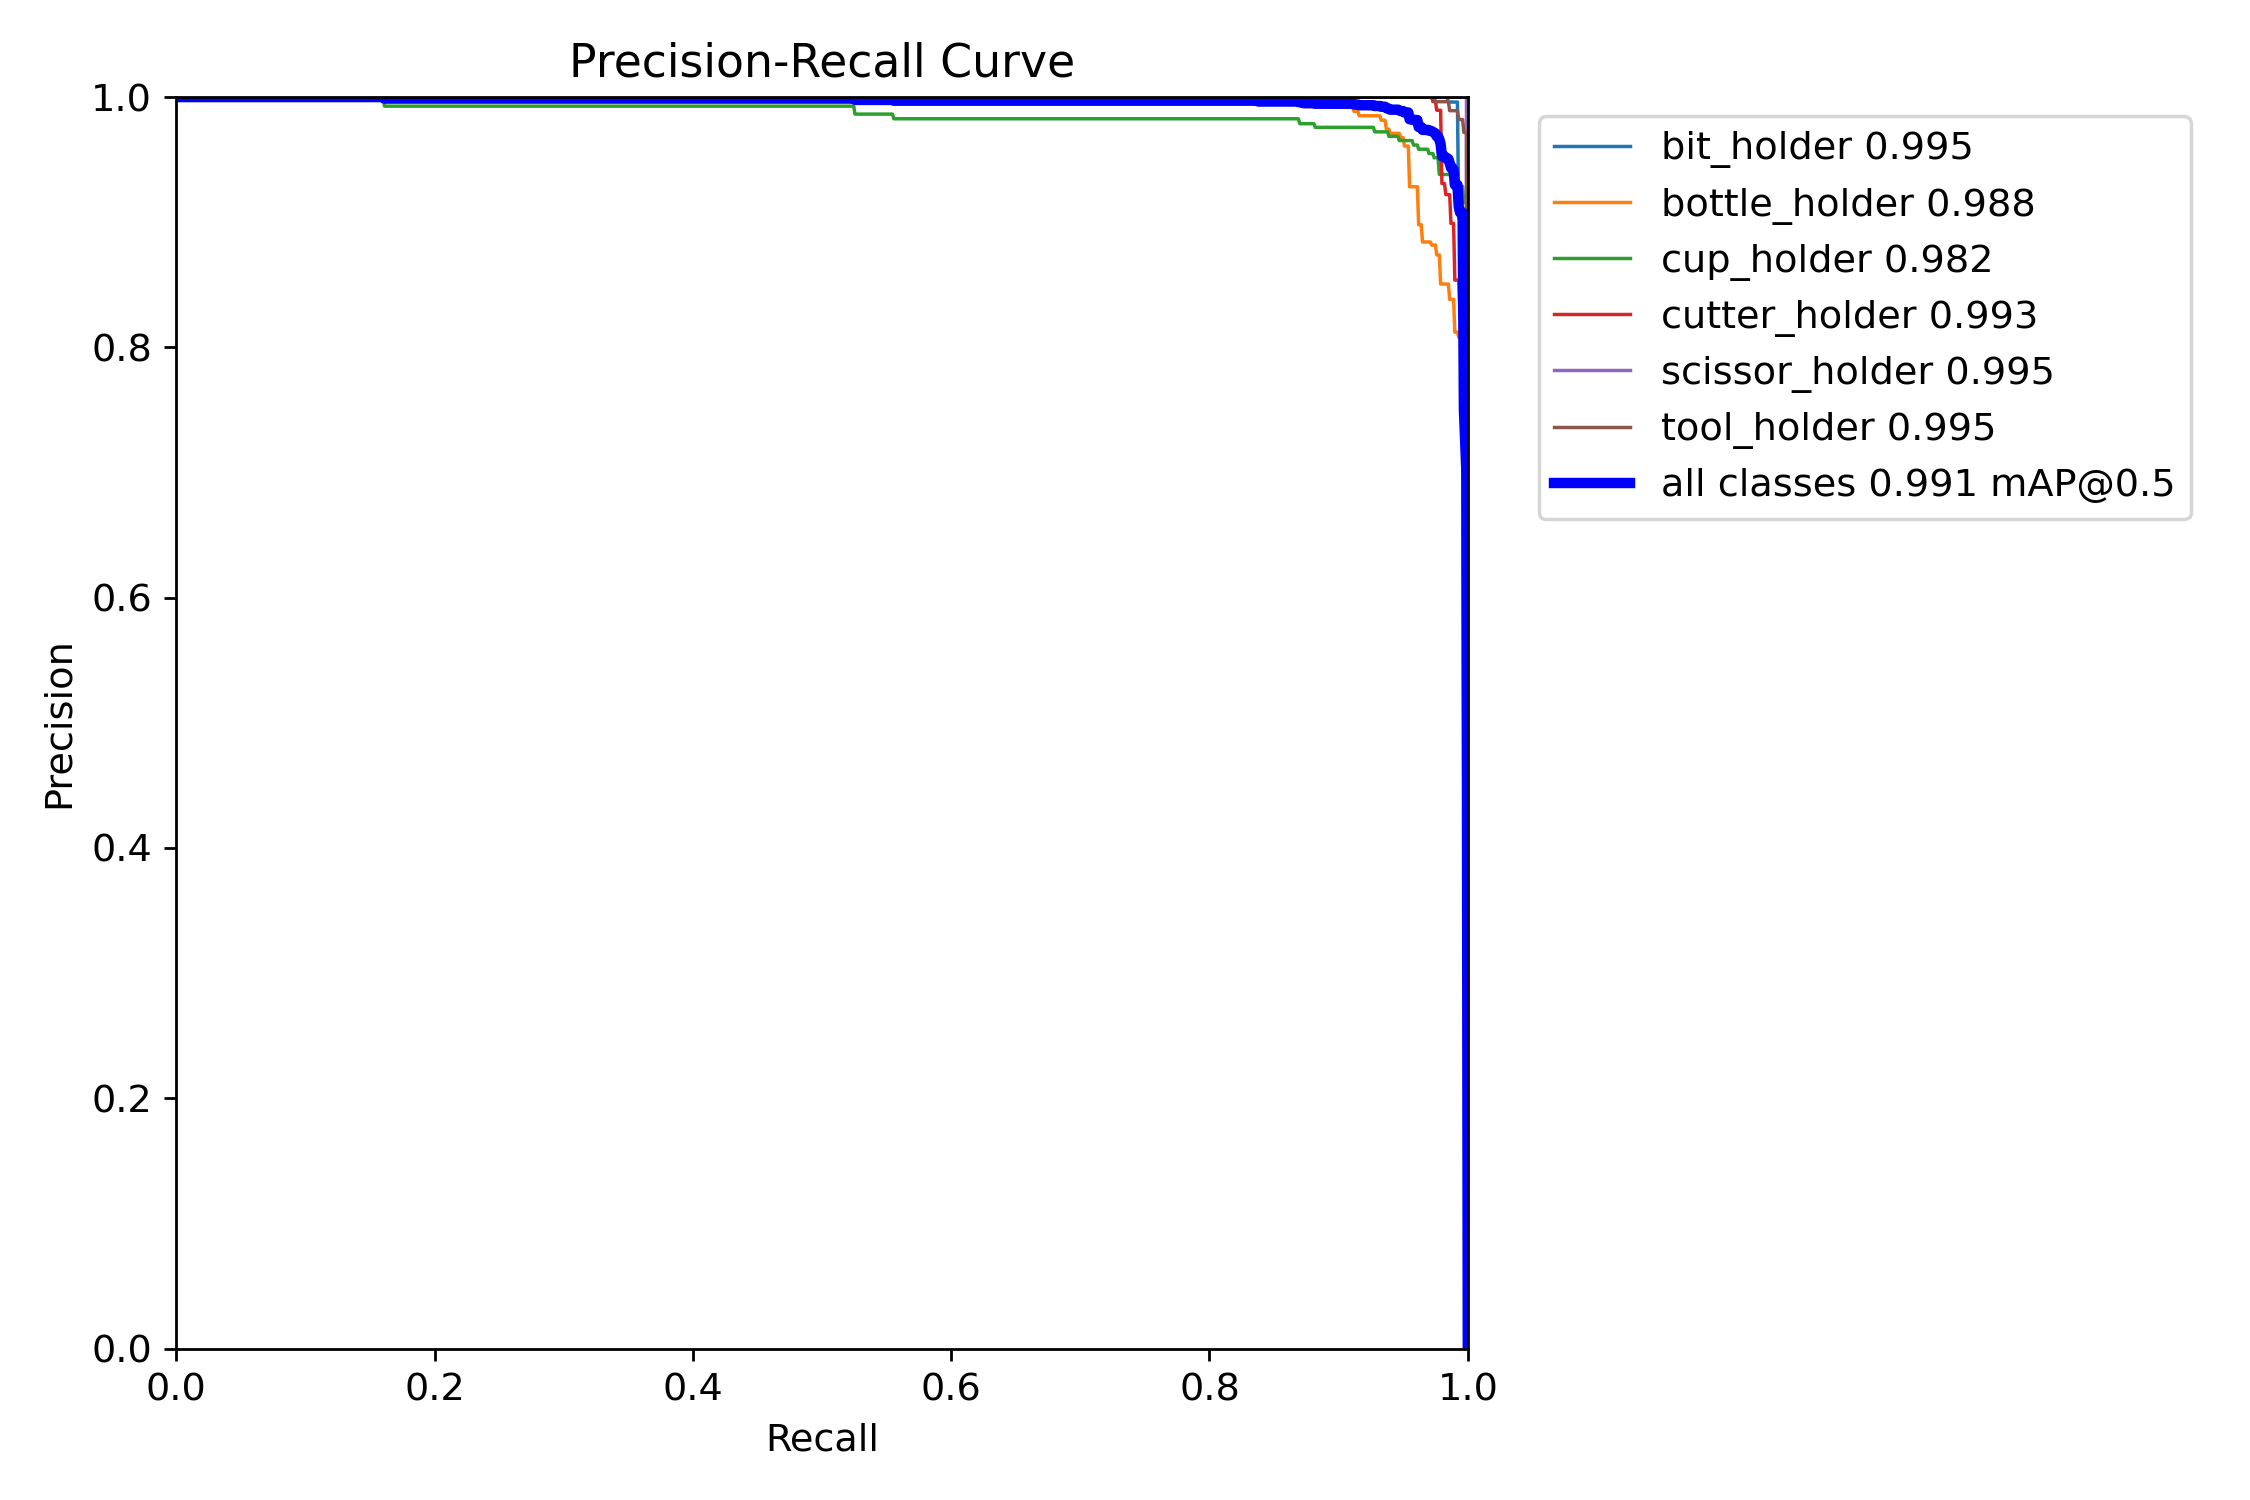 Precision-Recall Curve
1.0
0.8
0.6
0.4
0.2
0.0
Precision
0.0 0.2 0.4 0.6 0.8 1.0
Recall
bit_holder 0.995
bottle_holder 0.988
cup_holder 0.982
cutter_holder 0.993
scissor_holder 0.995
tool_holder 0.995
all classes 0.991 mAP@0.5